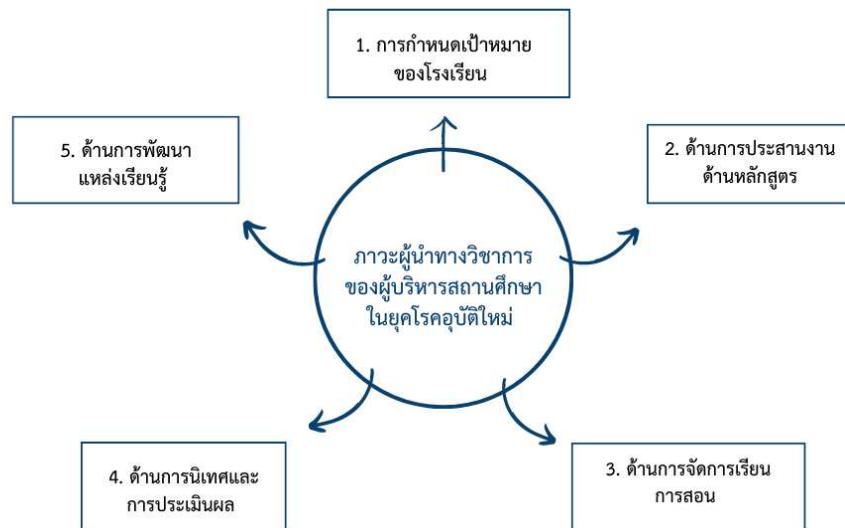 1. การกำหนดเป้าหมาย
ของโรงเรียน
5. ด้านการพัฒนา
แหล่งเรียนรู้
2. ด้านการประสานงาน
ด้านหลักสูตร
ภาวะผู้นำทางวิชาการ
ของผู้บริหารสถานศึกษา
ในยุคโรคอุบัติใหม่
4. ด้านการนิเทศและ
การประเมินผล
3. ด้านการจัดการเรียน
การสอน